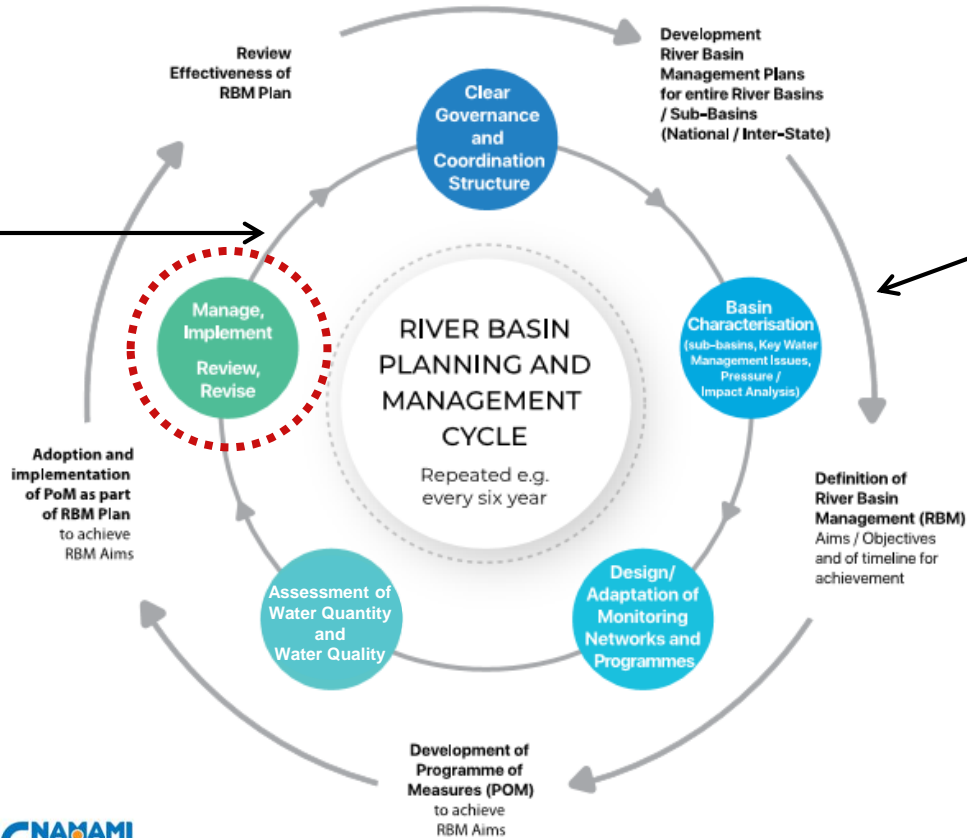 Review
Effectiveness of
RBM Plan
Development
River Basin
Management Plans
for entire River Basins
/ Sub-Basins
(National / Inter-State)
Clear
Governance
and
Coordination
Structure
Manage,
Implement
Review,
Revise
RIVER BASIN
PLANNING AND
MANAGEMENT
CYCLE
Repeated e.g.
every six year
Basin
Characterisation
(sub-basins, Key Water
Management Issues,
Pressure /
Impact Analysis)
Adoption and
implementation
of PoM as part
of RBM Plan
to achieve
RBM Aims
Definition of
River Basin
Management (RBM)
Aims / Objectives
and of timeline for
achievement
Assessment of
Water Quantity
and
Water Quality
Design/
Adaptation of
Monitoring
Networks and
Programmes
Development of
Programme of
Measures (POM)
to achieve
RBM Aims
NAMAMI